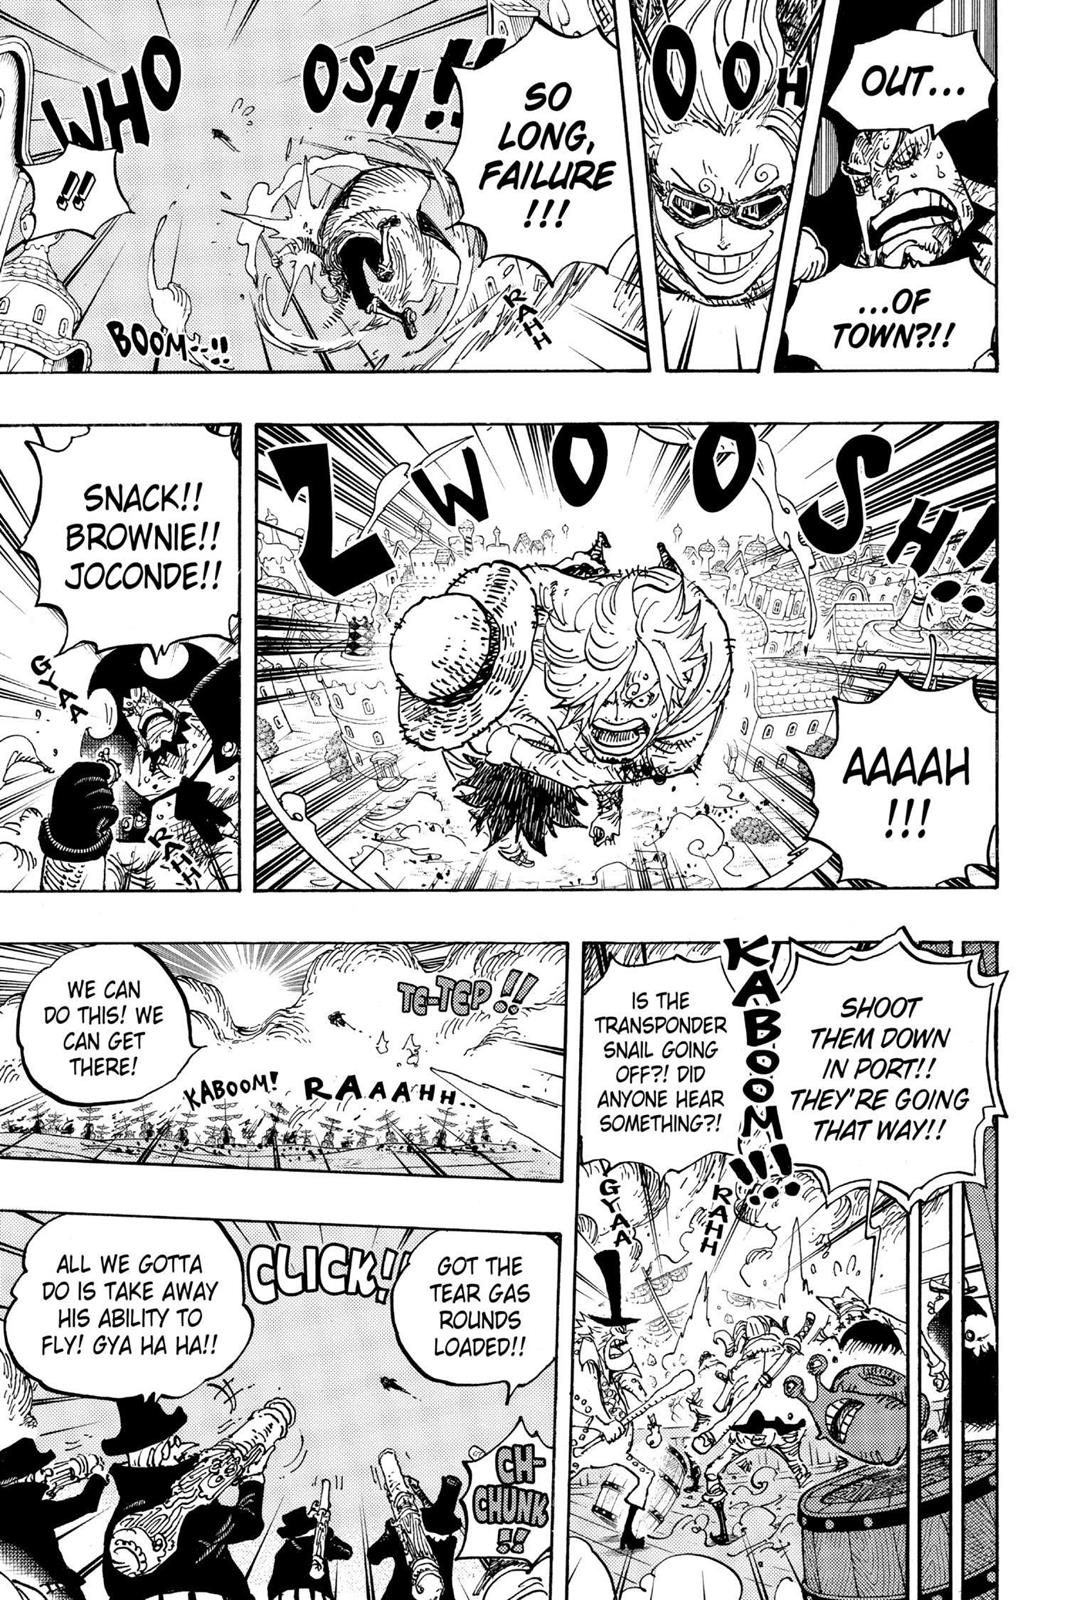 OUT...
...OF
TOWN?!!
OOH
SO
LONG,
FAILURE
!!!
WHO OSH!!
RAHH
!!
BOOM...!!
ZWOOOSH!!
AAAAH
!!!
SNACK!!
BROWNIE!!
JOCONDE!!
GYAA
RAHH
SHOOT
THEM DOWN
IN PORT!!
THEY'RE GOING
THAT WAY!!
KABOOM!!!
IS THE
TRANSPONDER
SNAIL GOING
OFF?! DID
ANYONE HEAR
SOMETHING?!
RAHH
GYAA
TE-TEP!!
WE CAN
DO THIS! WE
CAN GET
THERE!
KABOOM!
RAAAHH..
GOT THE
TEAR GAS
ROUNDS
LOADED!!
CLICK!!
ALL WE GOTTA
DO IS TAKE AWAY
HIS ABILITY TO
FLY! GYA HA HA!!
CH-
CHUNK
!!